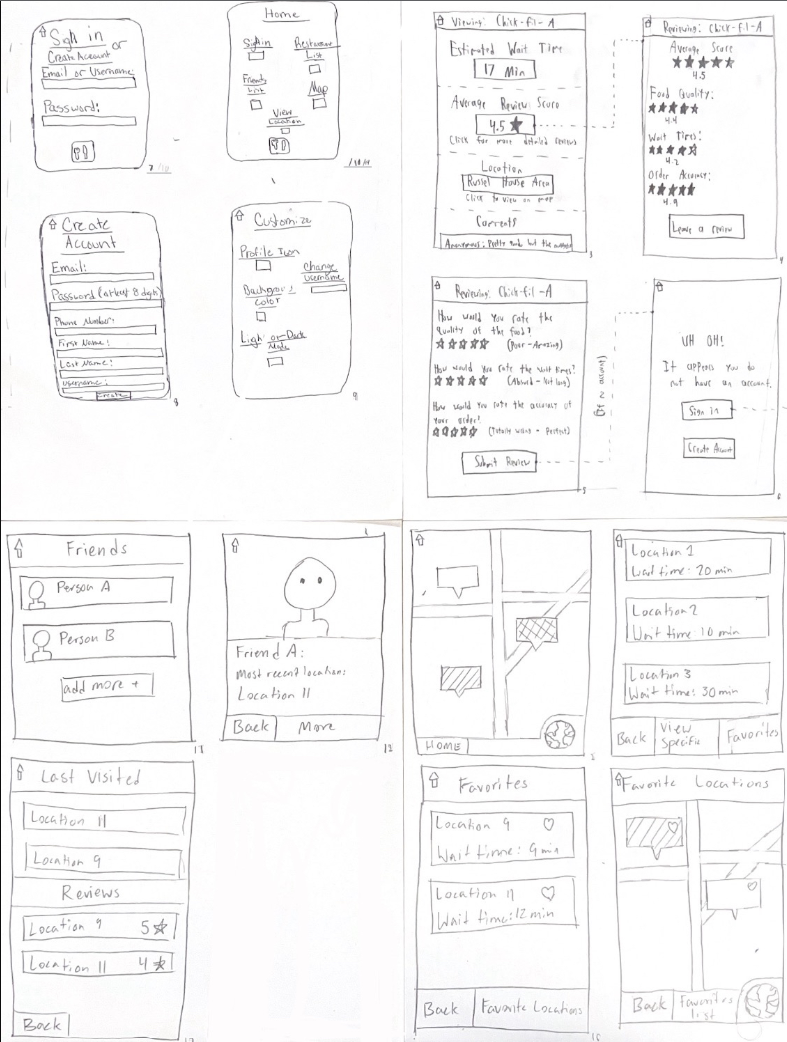 Sign in or
Create Account
Email or Username:
Password:
Home
Sign in
Restaurant
List
Friends
List
Map
View
Location
Create
Account
Email:
Password (at least 8 digits)
Phone Number:
First Name:
Last Name:
Username:
Create
8
Customize
Profile Icon
Change
Username
Background
color
Light or Dark
Mode
9
Viewing: Chick-fil-A
Estimated Wait Time
17 Min
Average Review Score
4.5
Click for more detailed reviews
Location
Russel House Area
Click to view on map
Anonymous: Pretty but the
3
Reviewing: Chick-fil-A
Average Score
4.5
Food Quality:
4.4
Wait Times:
4.2
Order Accuracy:
4.9
Leave a review
4
Reviewing: Chick-fil-A
How would you rate the
quality of the food?
(Poor - Amazing)
How would you rate the wait times?
(Absurd - Not long)
How would you rate the accuracy of
your order?
(Totally wrong - Perfect)
Submit Review
5
account)
UH OH!
It appears you do
not have an account.
Sign in
Create Account
6
Friends
Person A
Person B
add more +
Friend A:
Most recent location:
Location 11
Back
More
12
HOME
Location 1
Wait time: 20 min
Location 2
Wait time 10 min
Location 3
Wait time: 30 min
Back
View
Specific
Favorites
Last Visited
Location 11
Location 9
Reviews
Location 9 5
Location 11 4
Back
Favorites
Location 9
Wait time: 9 min
Location 11
Wait time: 12 min
Back
Favorite Locations
Favorite Locations
Back
Favorites
list